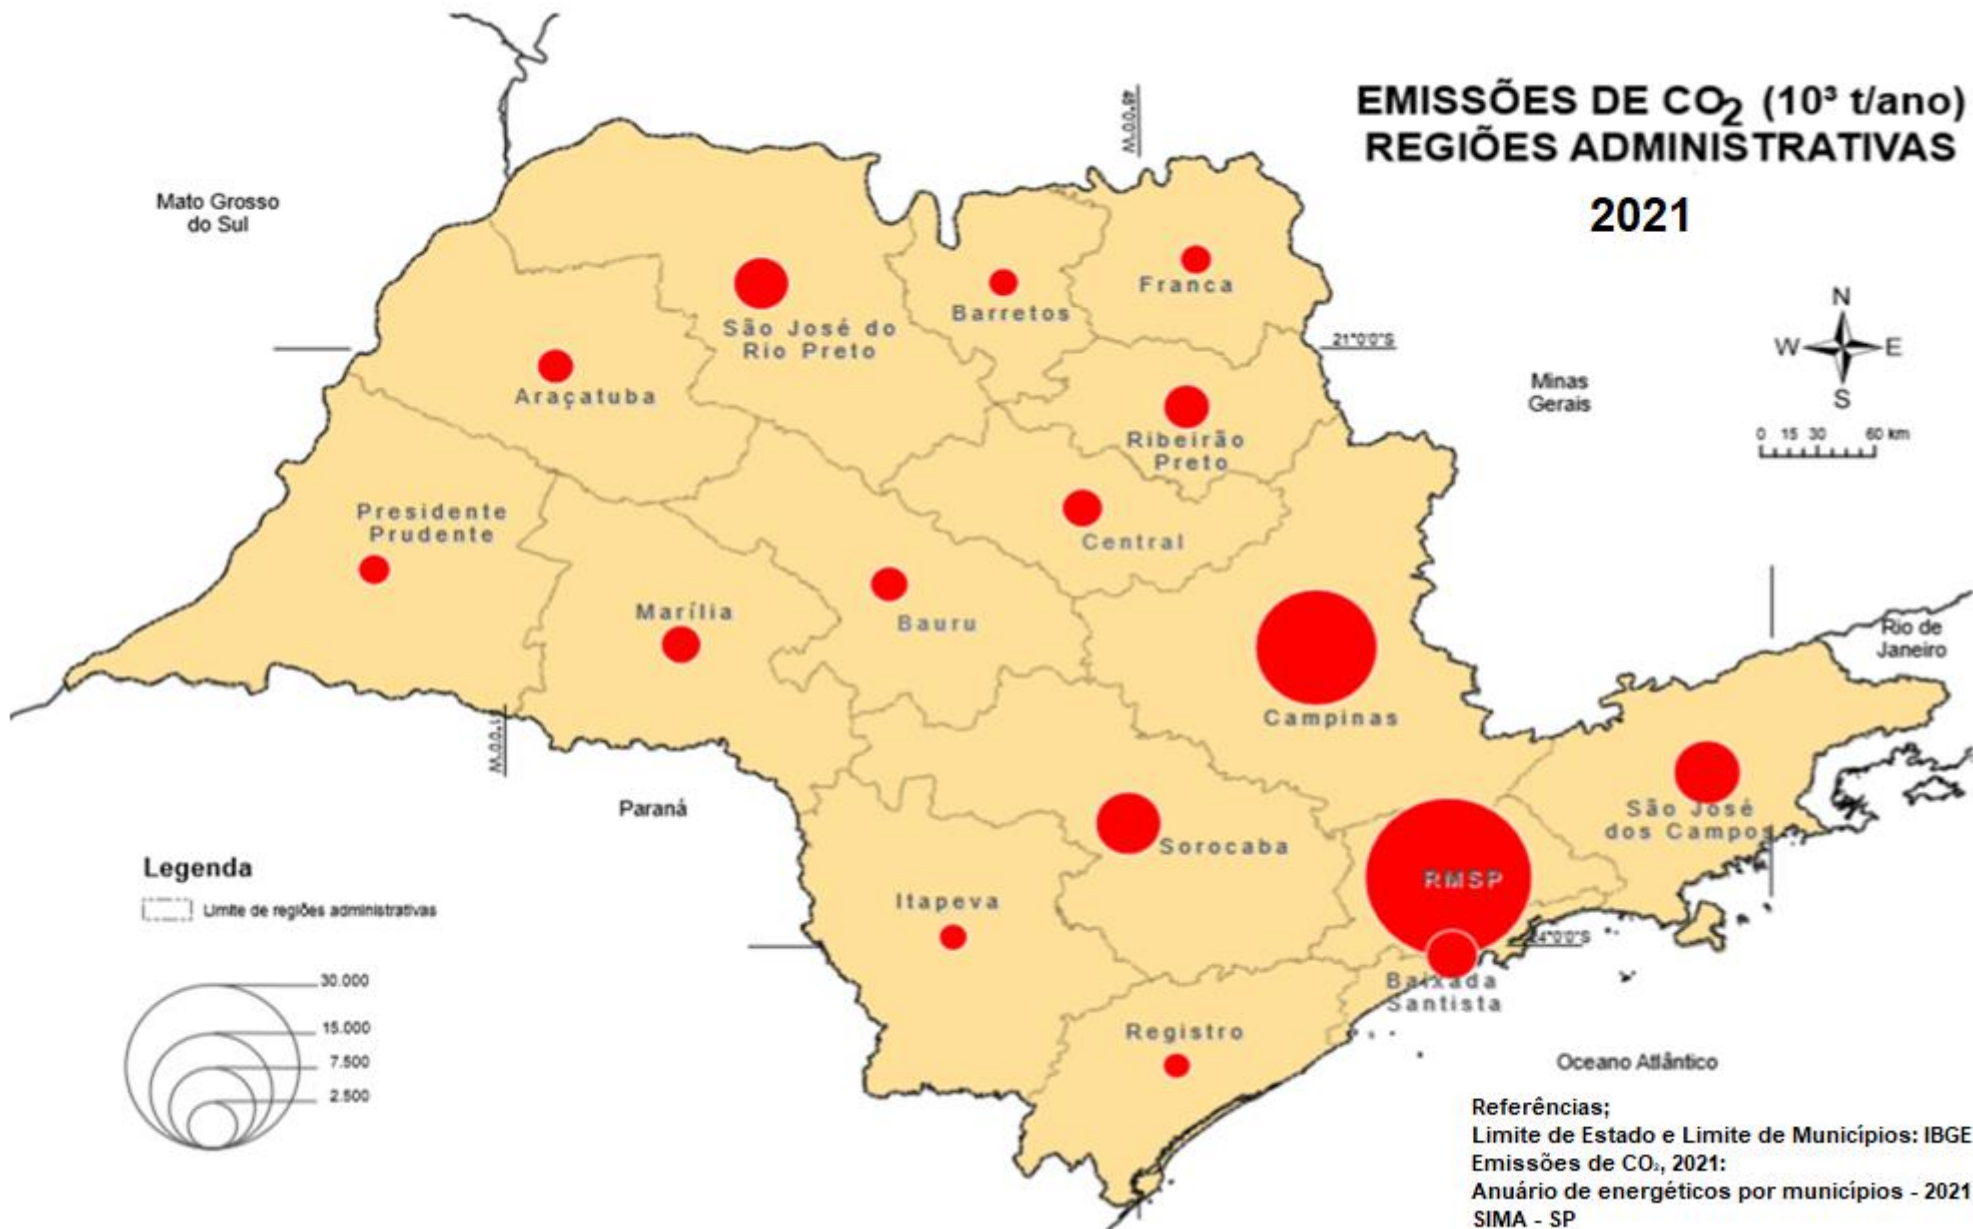 EMISSÕES DE CO2 (10³ t/ano)
REGIÕES ADMINISTRATIVAS
2021
48°0'0"W
Mato Grosso
do Sul
Franca
Barretos
São José do
Rio Preto
21°0'0"S
N
W
E
S
Minas
Gerais
Araçatuba
0 15 30 60 km
Ribeirão
Preto
Presidente
Prudente
Central
Marília
Bauru
Rio de
Janeiro
Campinas
Paraná
São José
dos Campos
Sorocaba
RMSP
Itapeva
24°0'0"S
Baixada
Santista
Registro
Oceano Atlântico
Legenda
Limite de regiões administrativas
30.000
15.000
7.500
2.500
Referências;
Limite de Estado e Limite de Municípios: IBGE
Emissões de CO₂, 2021:
Anuário de energéticos por municípios - 2021
SIMA - SP